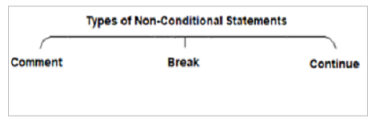 Types of Non-Conditional Statements
Comment Break Continue